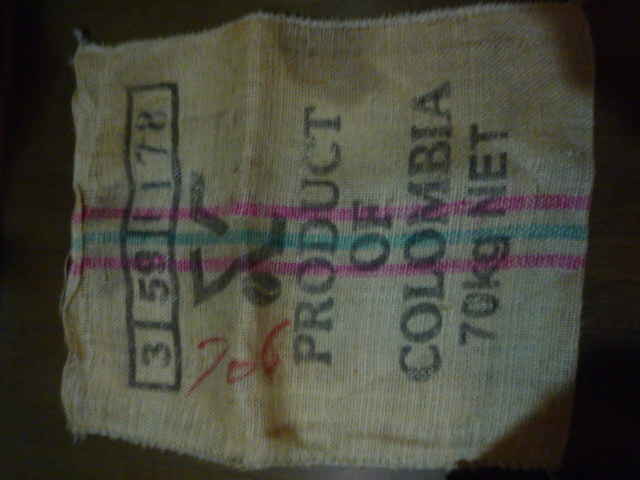 3 59 178
706
PRODUCT
OF
COLOMBIA
70kg NET